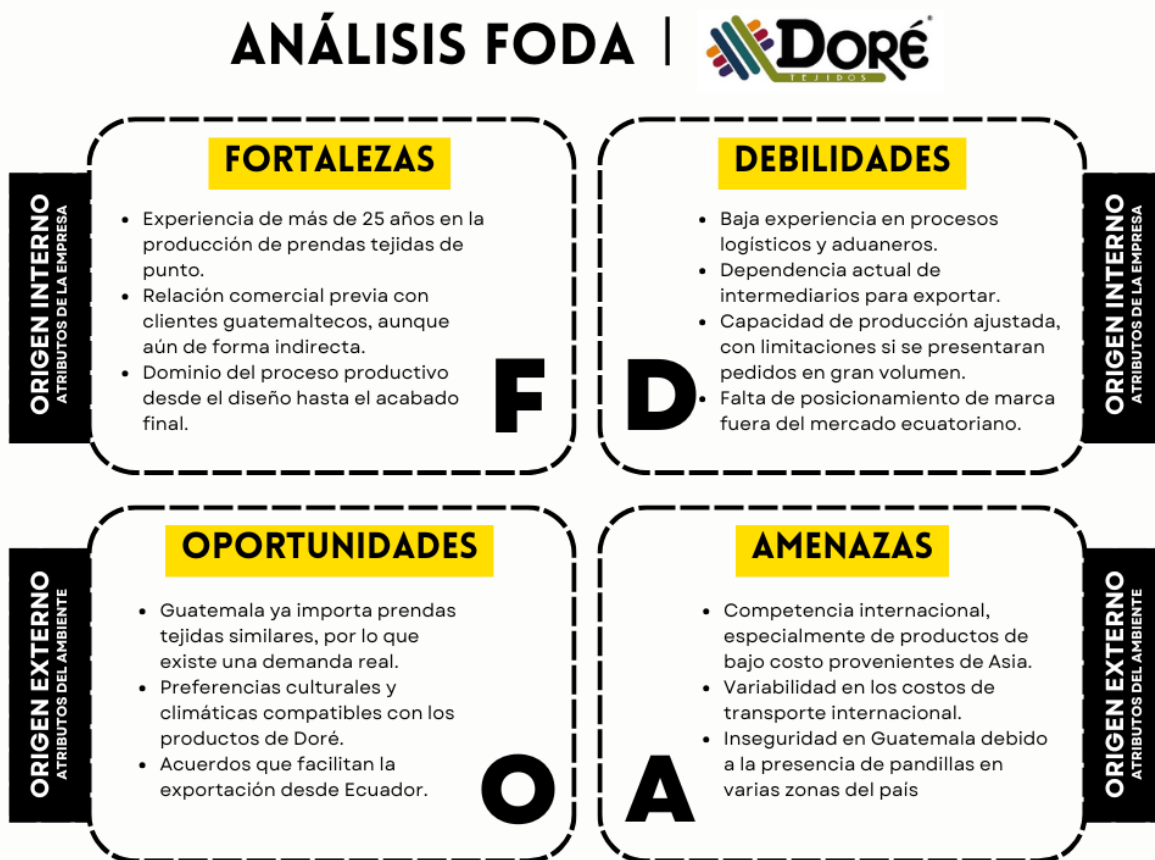 ANÁLISIS FODA |
DORÉ®
TEJIDOS
ORIGEN INTERNO
ATRIBUTOS DE LA EMPRESA
FORTALEZAS
• Experiencia de más de 25 años en la
producción de prendas tejidas de
punto.
• Relación comercial previa con
clientes guatemaltecos, aunque
aún de forma indirecta.
• Dominio del proceso productivo
desde el diseño hasta el acabado
final.
F
DEBILIDADES
• Baja experiencia en procesos
logísticos y aduaneros.
• Dependencia actual de
intermediarios para exportar.
• Capacidad de producción ajustada,
con limitaciones si se presentaran
pedidos en gran volumen.
• Falta de posicionamiento de marca
fuera del mercado ecuatoriano.
D
ORIGEN INTERNO
ATRIBUTOS DE LA EMPRESA
ORIGEN EXTERNO
ATRIBUTOS DEL AMBIENTE
OPORTUNIDADES
• Guatemala ya importa prendas
tejidas similares, por lo que
existe una demanda real.
• Preferencias culturales y
climáticas compatibles con los
productos de Doré.
• Acuerdos que facilitan la
exportación desde Ecuador.
O
AMENAZAS
• Competencia internacional,
especialmente de productos de
bajo costo provenientes de Asia.
• Variabilidad en los costos de
transporte internacional.
• Inseguridad en Guatemala debido
a la presencia de pandillas en
varias zonas del país
A
ORIGEN EXTERNO
ATRIBUTOS DEL AMBIENTE